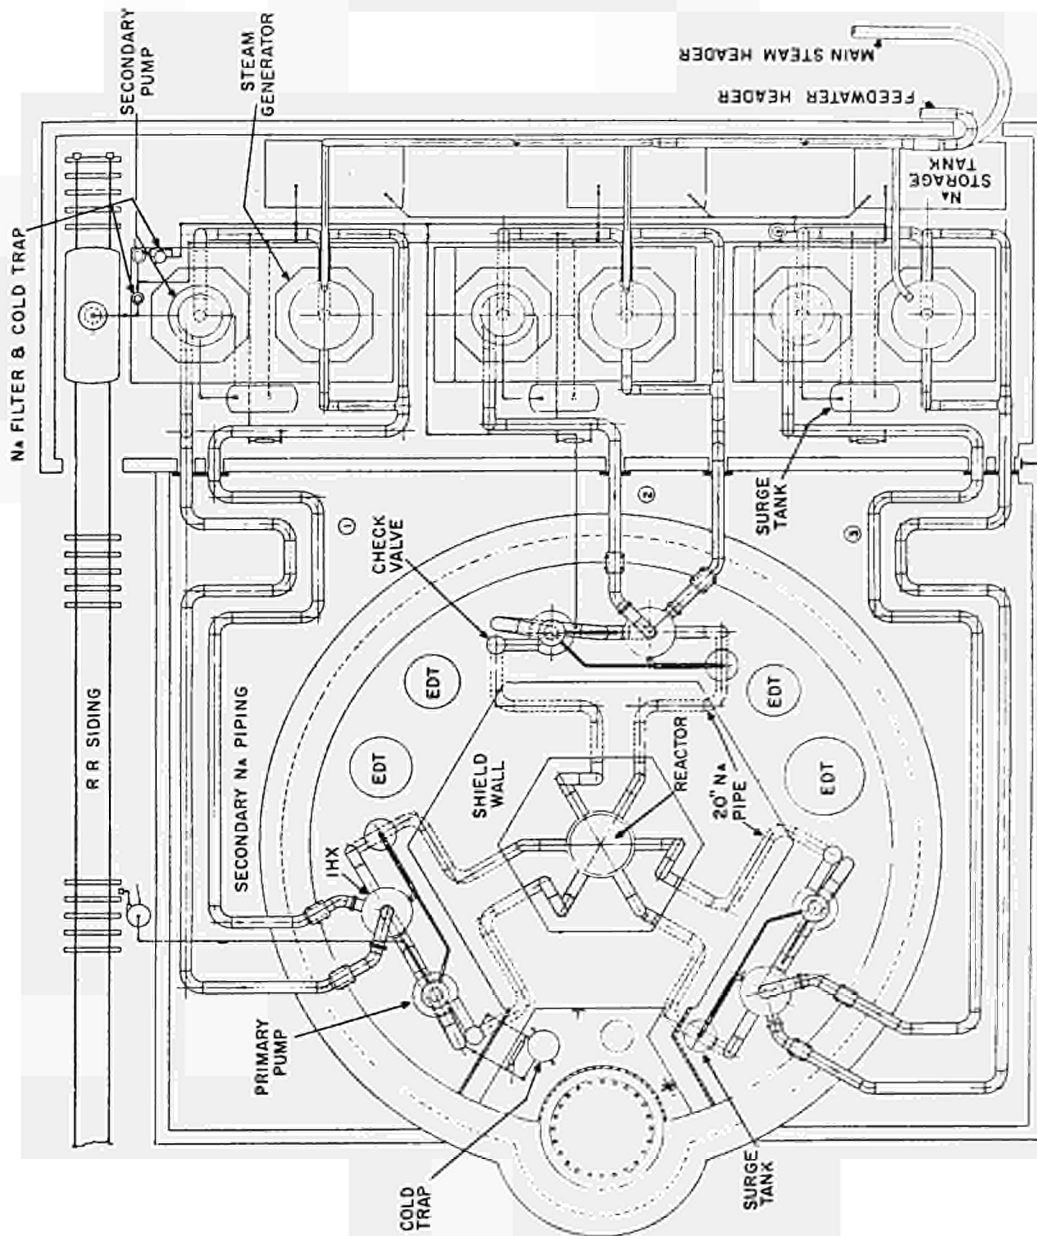 SECONDARY
PUMP
STEAM
GENERATOR
NA FILTER & COLD TRAP
MAIN STEAM HEADER
FEEDWATER HEADER
NA
STORAGE
TANK
SURGE
TANK
1
2
3
CHECK
VALVE
R R SIDING
SECONDARY NA PIPING
EDT
EDT
EDT
EDT
SHIELD
WALL
REACTOR
20" NA
PIPE
IHX
PRIMARY
PUMP
COLD
TRAP
SURGE
TANK